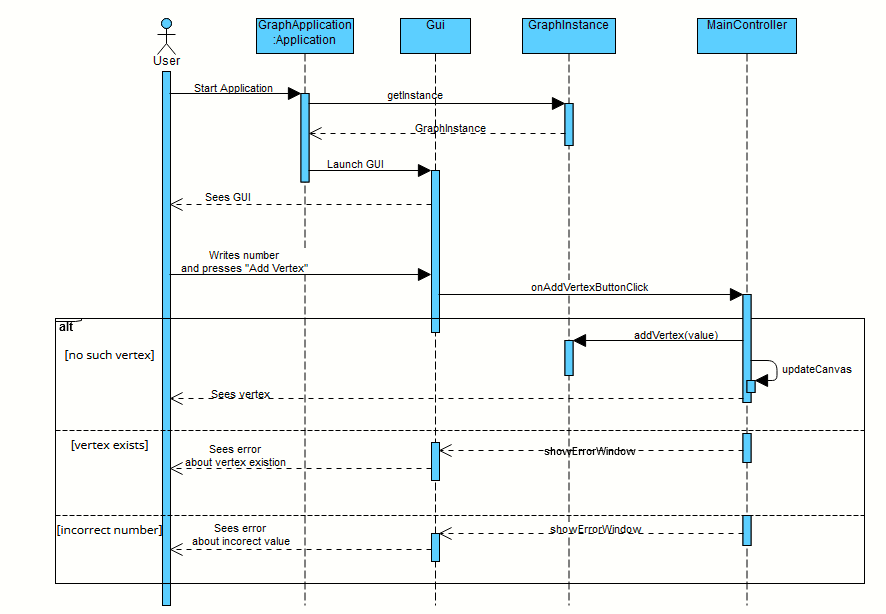 User
GraphApplication
:Application
Gui
GraphInstance
MainController
Start Application
getInstance
GraphInstance
Launch GUI
Sees GUI
Writes number
and presses "Add Vertex"
onAddVertexButtonClick
alt
[no such vertex]
addVertex(value)
updateCanvas
Sees vertex
[vertex exists]
Sees error
about vertex existion
showErrorWindow
[incorrect number]
Sees error
about incorect value
showErrorWindow